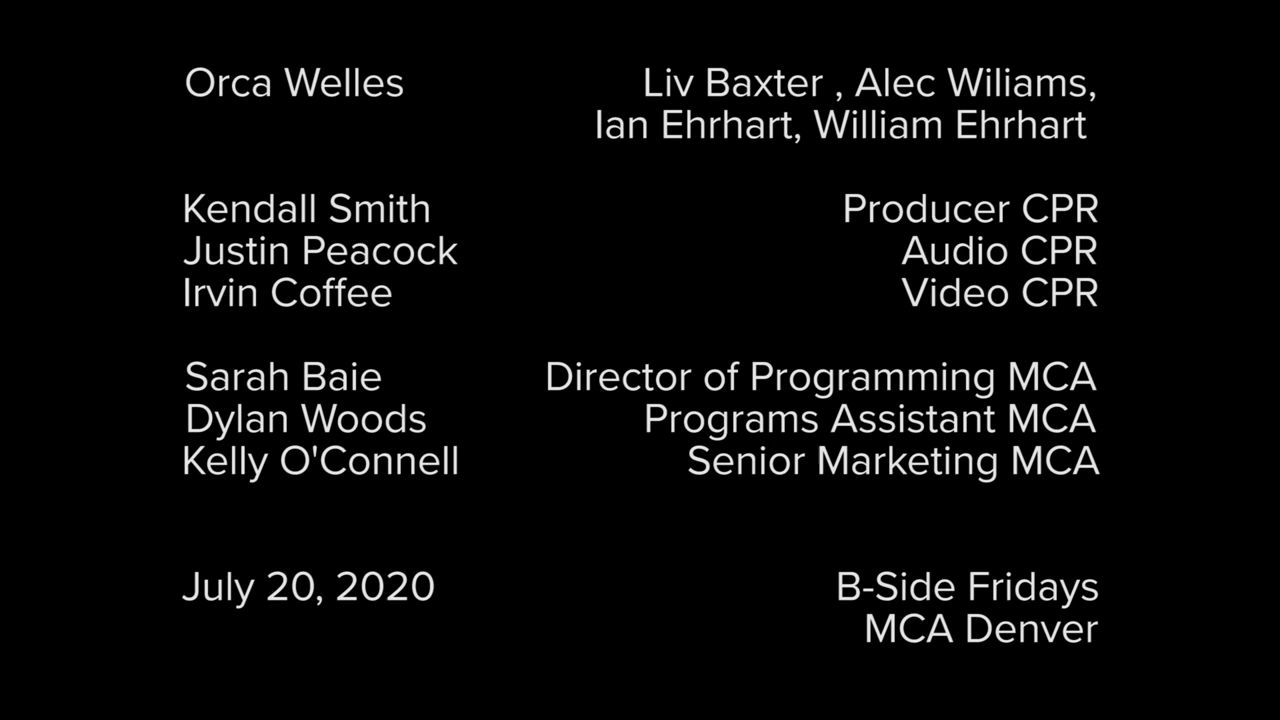 Orca Welles Liv Baxter , Alec Wiliams,
Ian Ehrhart, William Ehrhart
Kendall Smith Producer CPR
Justin Peacock Audio CPR
Irvin Coffee Video CPR
Sarah Baie Director of Programming MCA
Dylan Woods Programs Assistant MCA
Kelly O'Connell Senior Marketing MCA
July 20, 2020 B-Side Fridays
MCA Denver